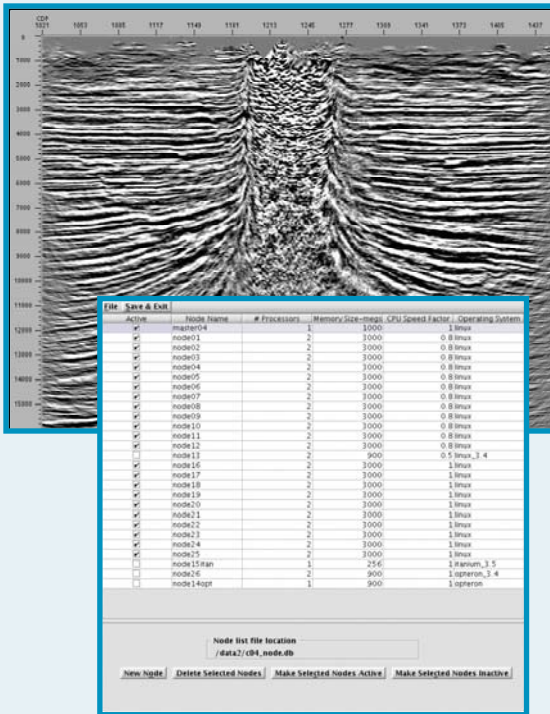 CDP
1021 1053 1085 1117 1149 1181 1213 1245 1277 1309 1341 1373 1405 1437
0
1000
2000
3000
4000
5000
6000
7000
8000
9000
10000
11000
12000
13000
14000
15000
File Save & Exit
Active Node Name # Processors Memory Size-megs CPU Speed Factor Operating System
master04 1 1000 1 linux
node01 2 3000 0.8 linux
node02 2 3000 0.8 linux
node03 2 3000 0.8 linux
node04 2 3000 0.8 linux
node05 2 3000 0.8 linux
node06 2 3000 0.8 linux
node07 2 3000 0.8 linux
node08 2 3000 0.8 linux
node09 2 3000 0.8 linux
node10 2 3000 0.8 linux
node11 2 3000 0.8 linux
node12 2 3000 0.8 linux
node13 2 900 0.5 linux_3.4
node16 2 3000 1 linux
node17 2 3000 1 linux
node18 2 3000 1 linux
node19 2 3000 1 linux
node20 2 3000 1 linux
node21 2 3000 1 linux
node22 2 3000 1 linux
node23 2 3000 1 linux
node24 2 3000 1 linux
node25 2 3000 1 linux
node15itan 1 256 1 itanium_3.5
node26 2 900 1 opteron_3.4
node14opt 1 900 1 opteron
Node list file location
/data2/c04_node.db
New Node Delete Selected Nodes Make Selected Nodes Active Make Selected Nodes Inactive